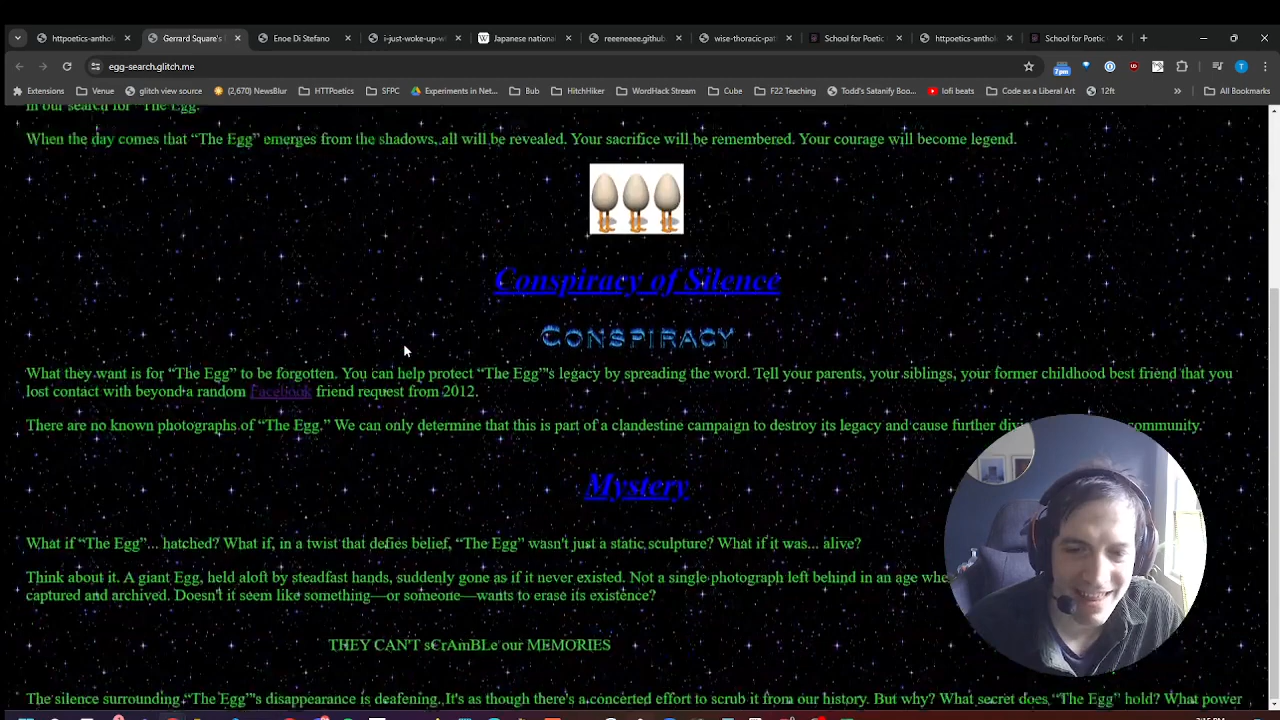 httpoetics-anthol
Gerrard Square's
Enoe Di Stefano
i-just-woke-up-w
Japanese national
reeneeee.github
wise-thoracic-pat
School for Poetic
httpoetics-anthol
School for Poetic
egg-search.glitch.me
7pm
T
Extensions
Venue
glitch view source
(2,670) NewsBlur
HTTPoetics
SFPC
Experiments in Net...
Bub
HitchHiker
WordHack Stream
Cube
F22 Teaching
Todd's Satanify Boo...
lofi beats
Code as a Liberal Art
12ft
»
All Bookmarks
in our search for “The Egg.
When the day comes that “The Egg” emerges from the shadows, all will be revealed. Your sacrifice will be remembered. Your courage will become legend.
Conspiracy of Silence
CONSPIRACY
What they want is for “The Egg” to be forgotten. You can help protect “The Egg”'s legacy by spreading the word. Tell your parents, your siblings, your former childhood best friend that you
lost contact with beyond a random Facebook friend request from 2012.
There are no known photographs of “The Egg.” We can only determine that this is part of a clandestine campaign to destroy its legacy and cause further community.
Mystery
What if “The Egg”... hatched? What if, in a twist that defies belief, “The Egg” wasn't just a static sculpture? What if it was... alive?
Think about it. A giant Egg, held aloft by steadfast hands, suddenly gone as if it never existed. Not a single photograph left behind in an age
captured and archived. Doesn't it seem like something—or someone—wants to erase its existence?
THEY CAN'T sCrAmBLe our MEMORIES
The silence surrounding “The Egg”'s disappearance is deafening. It's as though there's a concerted effort to scrub it from our history. But why? What secret does “The Egg” hold? What power